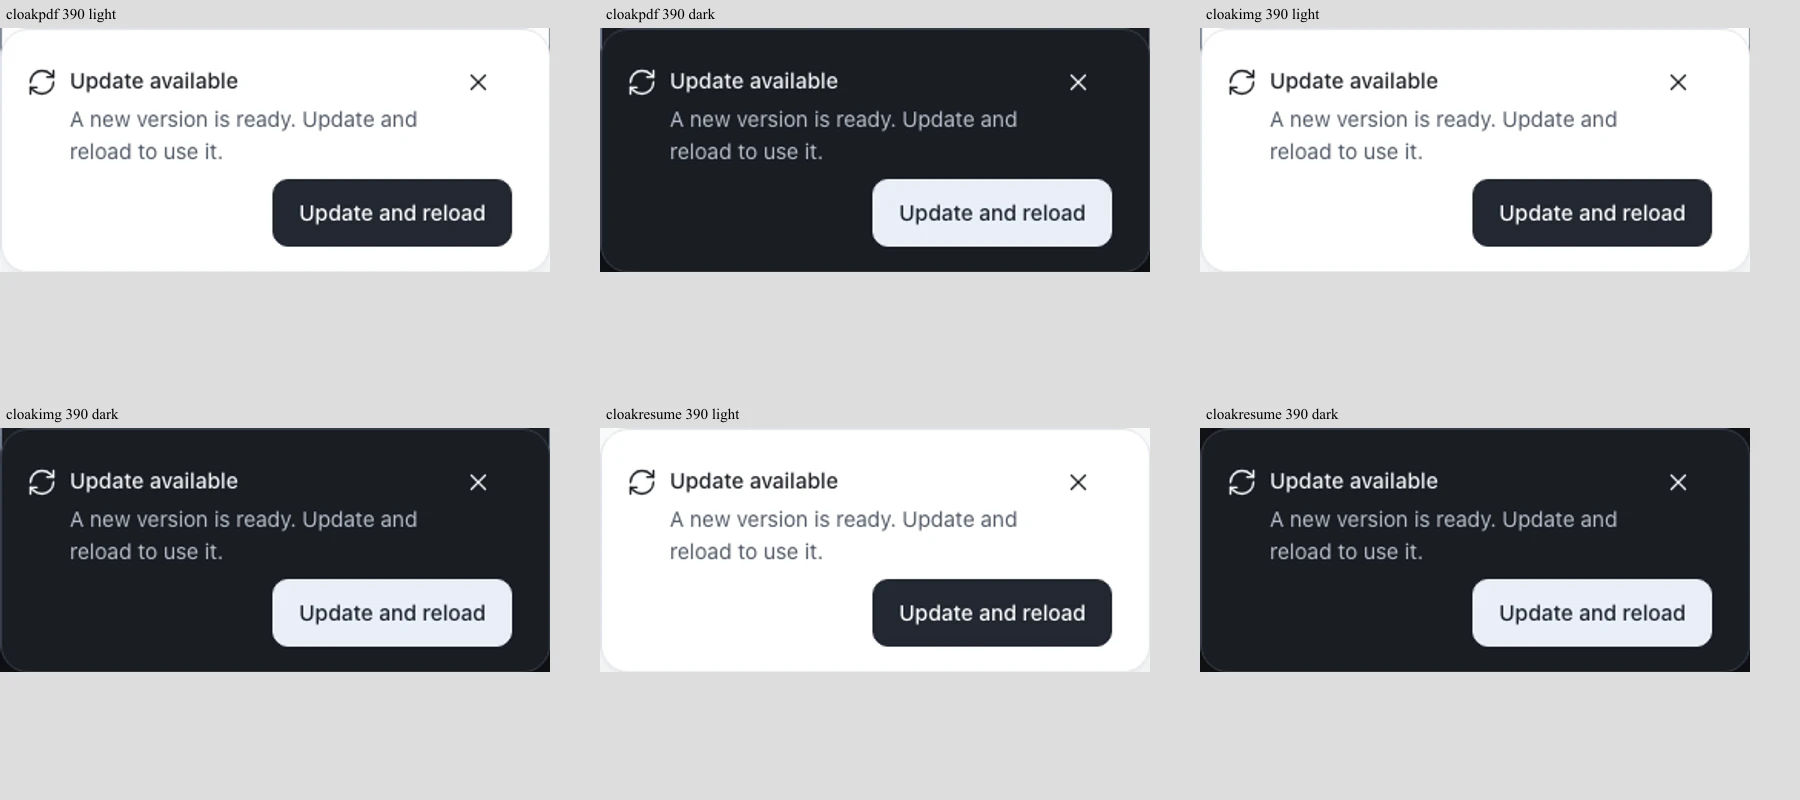 cloakpdf 390 light
Update available
A new version is ready. Update and
reload to use it.
Update and reload
cloakpdf 390 dark
Update available
A new version is ready. Update and
reload to use it.
Update and reload
cloakimg 390 light
Update available
A new version is ready. Update and
reload to use it.
Update and reload
cloakimg 390 dark
Update available
A new version is ready. Update and
reload to use it.
Update and reload
cloakresume 390 light
Update available
A new version is ready. Update and
reload to use it.
Update and reload
cloakresume 390 dark
Update available
A new version is ready. Update and
reload to use it.
Update and reload